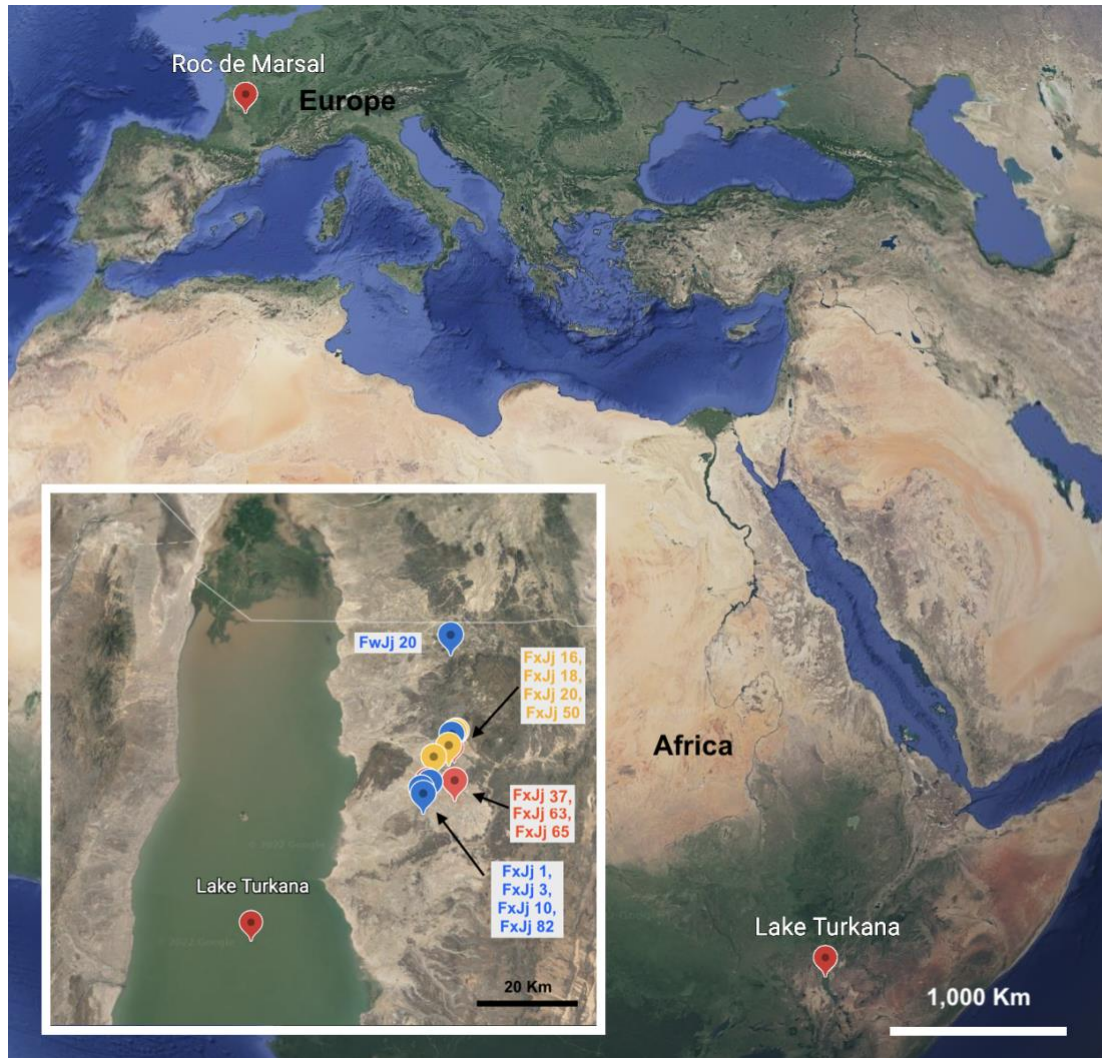 Roc de Marsal
Europe
Africa
Lake Turkana
1,000 Km
FwJj 20
FxJj 16,
FxJj 18,
FxJj 20,
FxJj 50
FxJj 37,
FxJj 63,
FxJj 65
FxJj 1,
FxJj 3,
FxJj 10,
FxJj 82
Lake Turkana
20 Km